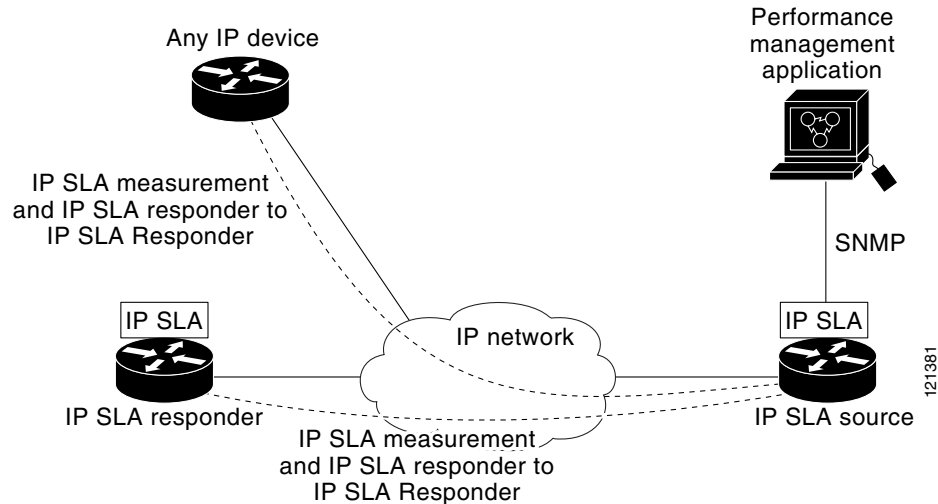 Any IP device
Performance
management
application
IP SLA measurement
and IP SLA responder to
IP SLA Responder
SNMP
IP SLA
IP network
IP SLA
IP SLA responder
IP SLA source
121381
IP SLA measurement
and IP SLA responder to
IP SLA Responder